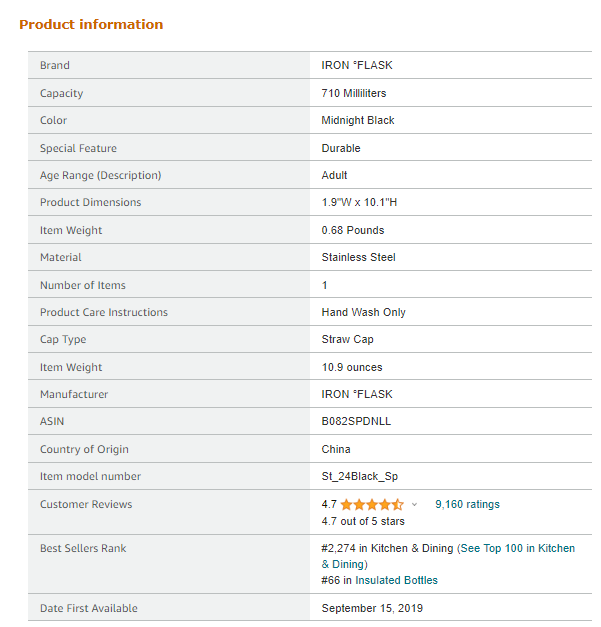 Product information
Brand IRON °FLASK
Capacity 710 Milliliters
Color Midnight Black
Special Feature Durable
Age Range (Description) Adult
Product Dimensions 1.9"W x 10.1"H
Item Weight 0.68 Pounds
Material Stainless Steel
Number of Items 1
Product Care Instructions Hand Wash Only
Cap Type Straw Cap
Item Weight 10.9 ounces
Manufacturer IRON °FLASK
ASIN B082SPDNLL
Country of Origin China
Item model number St_24Black_Sp
Customer Reviews 4.7 9,160 ratings
4.7 out of 5 stars
Best Sellers Rank #2,274 in Kitchen & Dining (See Top 100 in Kitchen
& Dining)
#66 in Insulated Bottles
Date First Available September 15, 2019